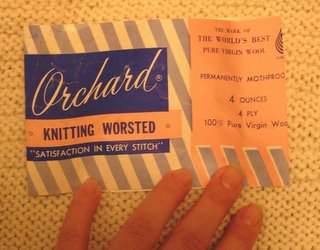 Orchard®
KNITTING WORSTED
"SATISFACTION IN EVERY STITCH"
THE MARK OF
THE WORLD'S BEST
PURE VIRGIN WOOL
PERMANENTLY MOTHPROO
4 OUNCES
4 PLY
100% Pure Virgin Woo